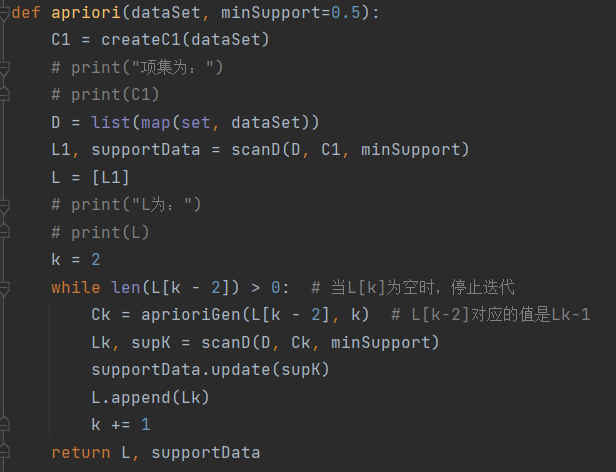 def apriori(dataSet, minSupport=0.5):
    C1 = createC1(dataSet)
    # print("项集为：")
    # print(C1)
    D = list(map(set, dataSet))
    L1, supportData = scanD(D, C1, minSupport)
    L = [L1]
    # print("L为：")
    # print(L)
    k = 2
    while len(L[k - 2]) > 0:  # 当L[k]为空时，停止迭代
        Ck = aprioriGen(L[k - 2], k)  # L[k-2]对应的值是Lk-1
        Lk, supK = scanD(D, Ck, minSupport)
        supportData.update(supK)
        L.append(Lk)
        k += 1
    return L, supportData